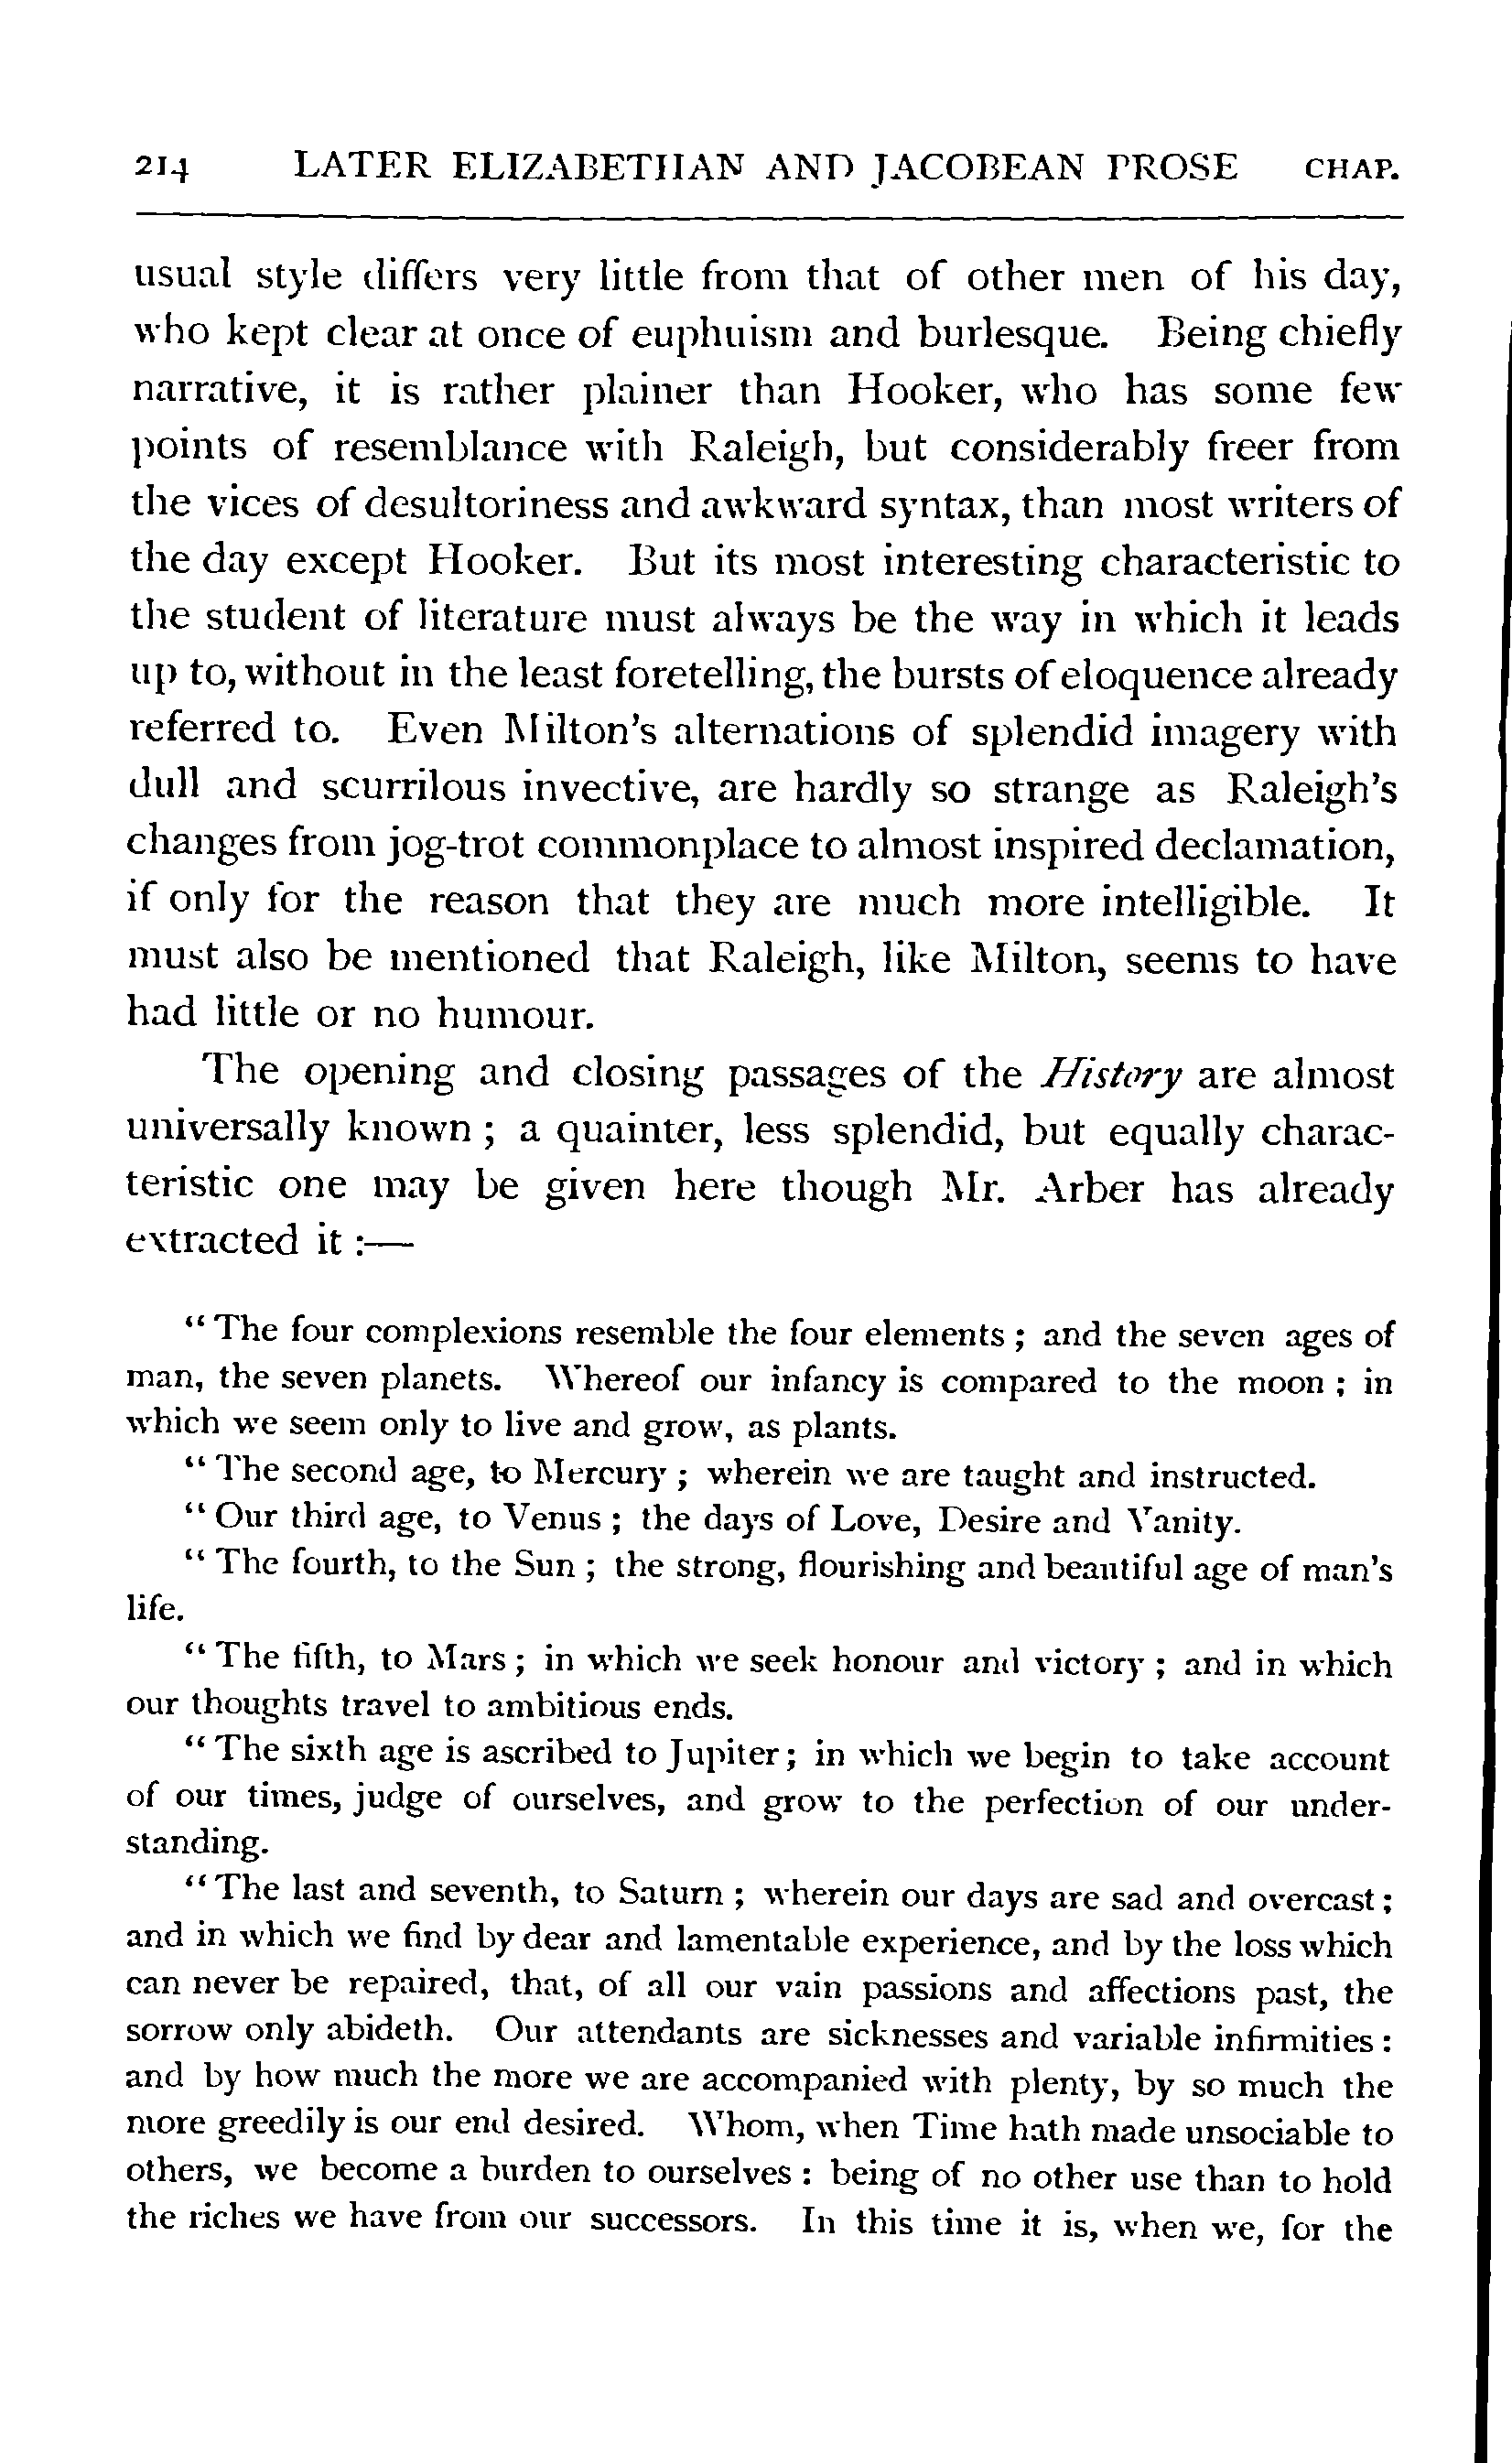 214 LATER ELIZABETHAN AND JACOBEAN PROSE CHAP.
usual style differs very little from that of other men of his day,
who kept clear at once of euphuism and burlesque. Being chiefly
narrative, it is rather plainer than Hooker, who has some few
points of resemblance with Raleigh, but considerably freer from
the vices of desultoriness and awkward syntax, than most writers of
the day except Hooker. But its most interesting characteristic to
the student of literature must always be the way in which it leads
up to, without in the least foretelling, the bursts of eloquence already
referred to. Even Milton's alternations of splendid imagery with
dull and scurrilous invective, are hardly so strange as Raleigh's
changes from jog-trot commonplace to almost inspired declamation,
if only for the reason that they are much more intelligible. It
must also be mentioned that Raleigh, like Milton, seems to have
had little or no humour.
The opening and closing passages of the History are almost
universally known ; a quainter, less splendid, but equally charac-
teristic one may be given here though Mr. Arber has already
extracted it :—
"The four complexions resemble the four elements ; and the seven ages of
man, the seven planets. Whereof our infancy is compared to the moon ; in
which we seem only to live and grow, as plants.
"The second age, to Mercury ; wherein we are taught and instructed.
"Our third age, to Venus ; the days of Love, Desire and Vanity.
"The fourth, to the Sun ; the strong, flourishing and beautiful age of man's
life.
"The fifth, to Mars ; in which we seek honour and victory ; and in which
our thoughts travel to ambitious ends.
"The sixth age is ascribed to Jupiter ; in which we begin to take account
of our times, judge of ourselves, and grow to the perfection of our under-
standing.
"The last and seventh, to Saturn ; wherein our days are sad and overcast ;
and in which we find by dear and lamentable experience, and by the loss which
can never be repaired, that, of all our vain passions and affections past, the
sorrow only abideth. Our attendants are sicknesses and variable infirmities :
and by how much the more we are accompanied with plenty, by so much the
more greedily is our end desired. Whom, when Time hath made unsociable to
others, we become a burden to ourselves : being of no other use than to hold
the riches we have from our successors. In this time it is, when we, for the